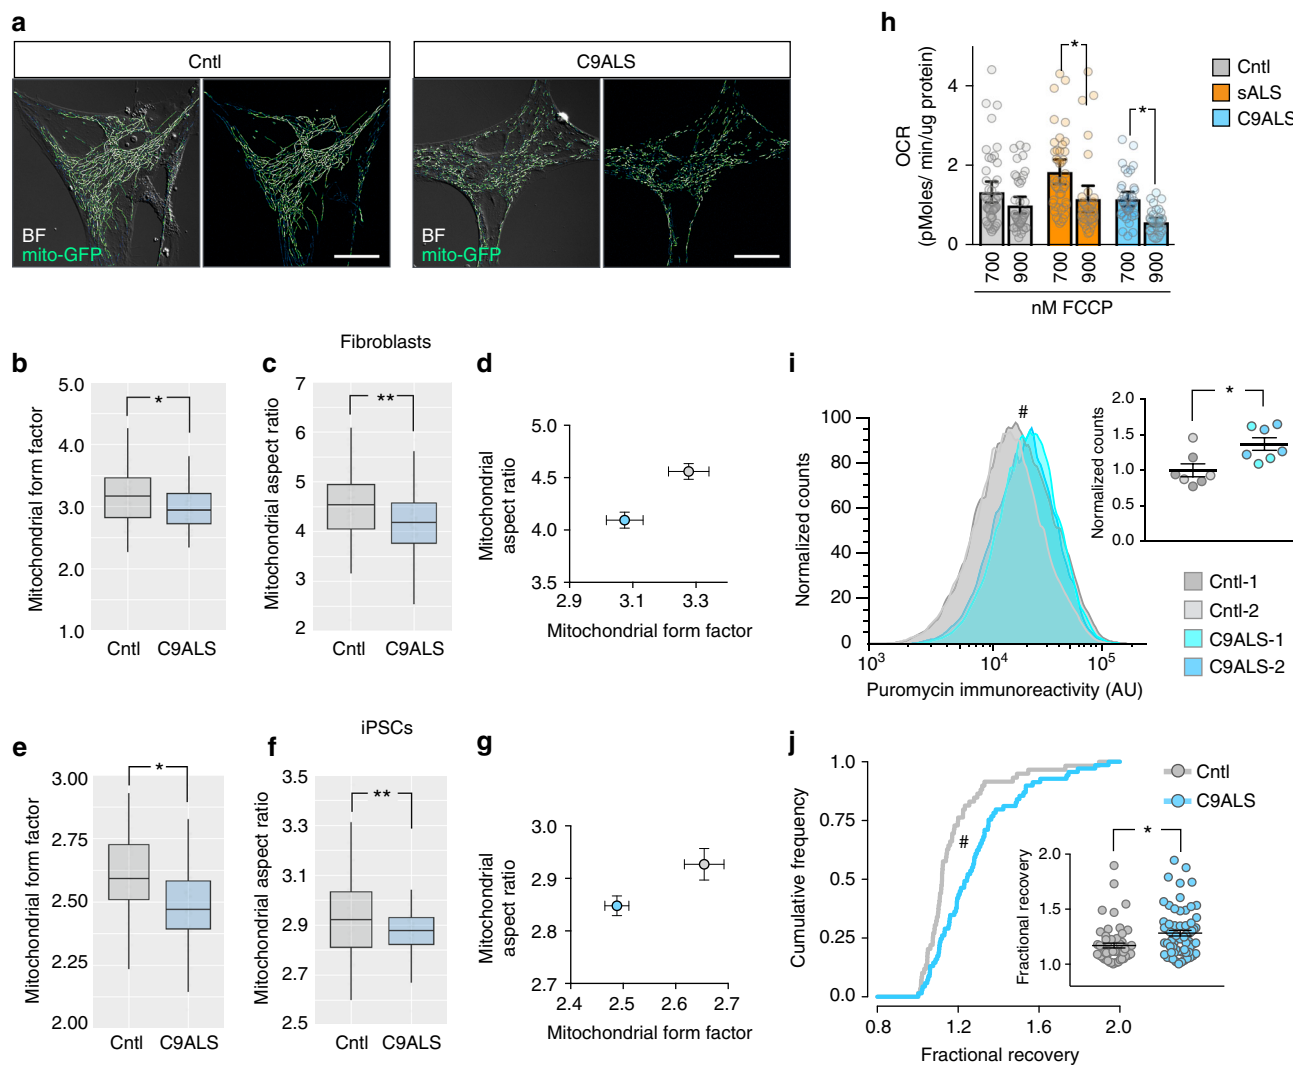 a
Cntl
C9ALS
BF
mito-GFP
BF
mito-GFP
h
OCR
(pMoles/ min/ug protein)
4
2
0
*
*
700
900
700
900
700
900
nM FCCP
Cntl
sALS
C9ALS
Fibroblasts
b
Mitochondrial form factor
5.0
4.0
3.0
2.0
1.0
*
Cntl
C9ALS
c
Mitochondrial aspect ratio
7
6
5
4
3
2
**
Cntl
C9ALS
d
Mitochondrial
aspect ratio
5.0
4.5
4.0
3.5
2.9
3.1
3.3
Mitochondrial form factor
i
Normalized counts
100
80
60
40
20
0
#
10³
10⁴
10⁵
Puromycin immunoreactivity (AU)
Normalized counts
2.0
1.5
1.0
0.5
0.0
*
Cntl-1
Cntl-2
C9ALS-1
C9ALS-2
iPSCs
e
Mitochondrial form factor
3.00
2.75
2.50
2.25
2.00
*
Cntl
C9ALS
f
Mitochondrial aspect ratio
3.5
3.3
3.1
2.9
2.7
2.5
**
Cntl
C9ALS
g
Mitochondrial
aspect ratio
3.0
2.9
2.8
2.7
2.4
2.5
2.6
2.7
Mitochondrial form factor
j
Cumulative frequency
1.0
0.75
0.5
0.25
0.0
#
0.8
1.2
1.6
2.0
Fractional recovery
Cntl
C9ALS
Fractional recovery
2.0
1.5
1.0
*